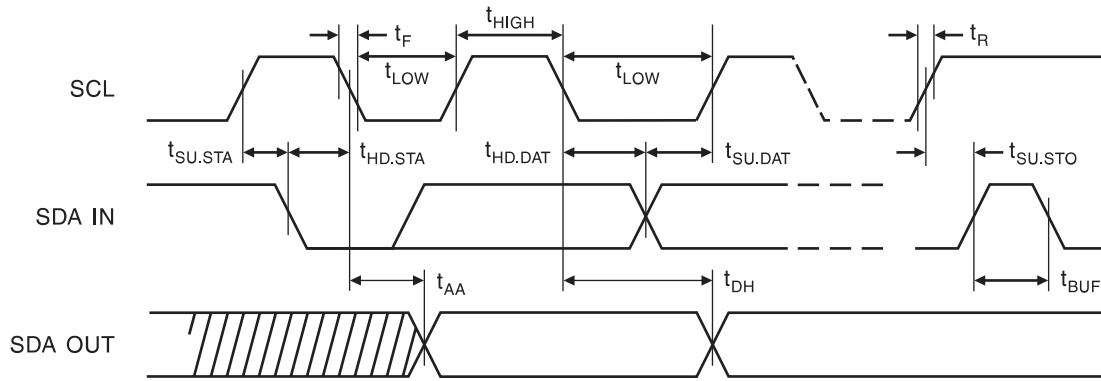 tHIGH
tF
tR
tLOW
tLOW
SCL
tSU.STA
tHD.STA
tHD.DAT
tSU.DAT
tSU.STO
SDA IN
tAA
tDH
tBUF
SDA OUT